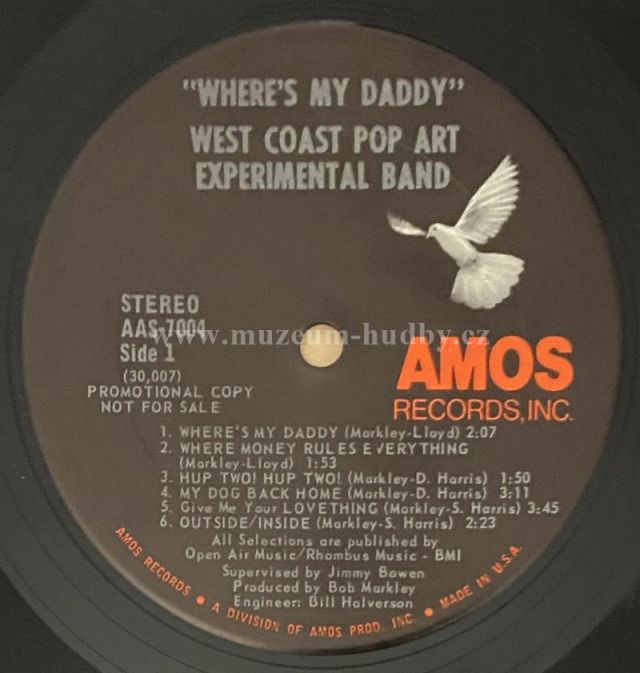 "WHERE'S MY DADDY"
WEST COAST POP ART
EXPERIMENTAL BAND
STEREO
AAS-7004
Side 1
(30,007)
PROMOTIONAL COPY
NOT FOR SALE
www.muzeum-hudby.cz
AMOS
RECORDS, INC.
1. WHERE'S MY DADDY (Markley-Lloyd) 2:07
2. WHERE MONEY RULES EVERYTHING
(Markley-Lloyd) 1:53
3. HUP TWO! HUP TWO! (Markley-D. Harris) 1:50
4. MY DOG BACK HOME (Markley-D. Harris) 3:11
5. Give Me Your LOVETHING (Markley-S. Harris) 3:45
6. OUTSIDE/INSIDE (Markley-S. Harris) 2:23
All Selections are published by
Open Air Music/Rhombus Music - BMI
Supervised by Jimmy Bowen
Produced by Bob Markley
Engineer: Bill Halverson
AMOS RECORDS • A DIVISION OF AMOS PROD. INC. • MADE IN U.S.A.